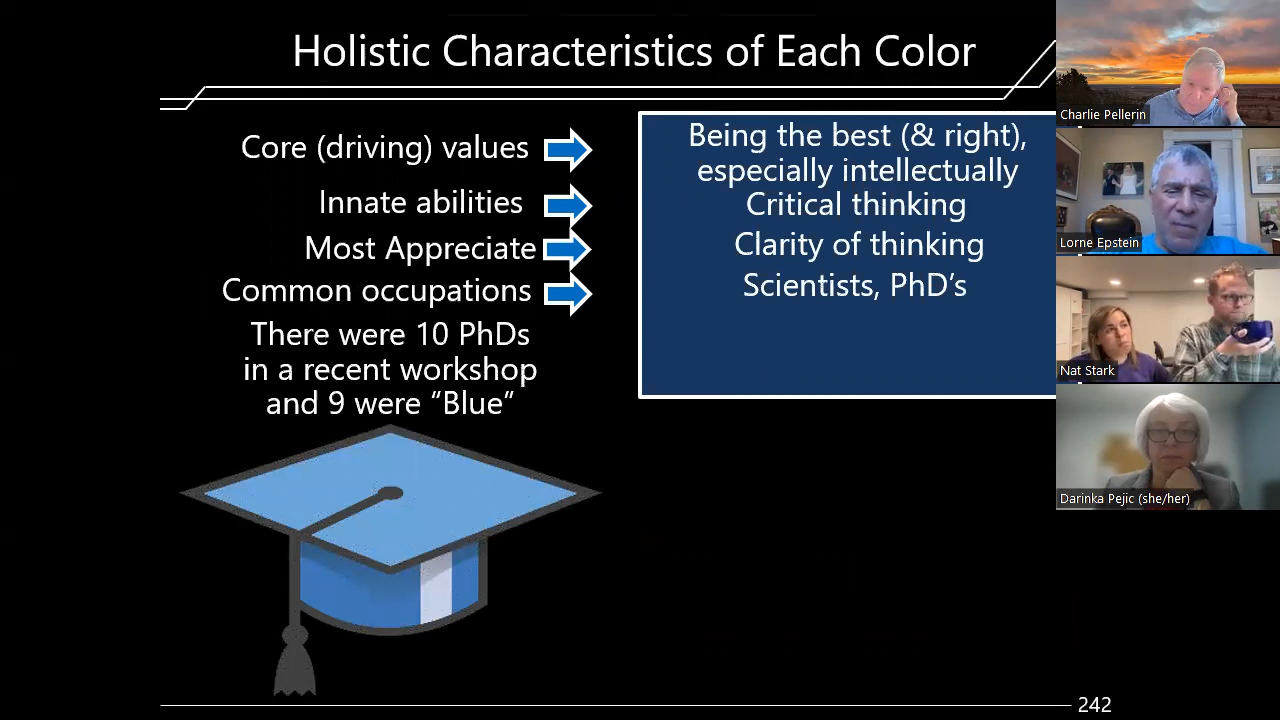 Holistic Characteristics of Each Color
Core (driving) values
Innate abilities
Most Appreciate
Common occupations
There were 10 PhDs
in a recent workshop
and 9 were “Blue”
Being the best (& right),
especially intellectually
Critical thinking
Clarity of thinking
Scientists, PhD’s
Charlie Pellerin
Lorne Epstein
Nat Stark
Darinka Pejic (she/her)
242